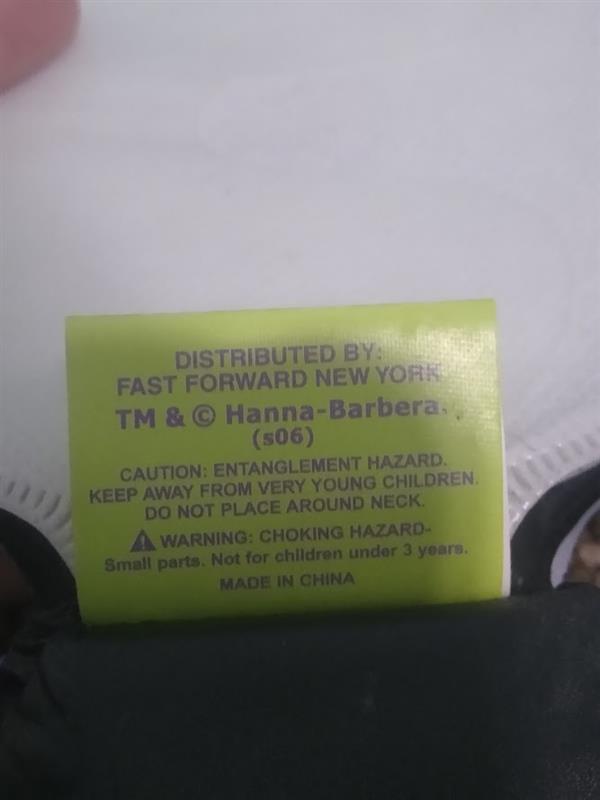 DISTRIBUTED BY:
FAST FORWARD NEW YORK
TM & © Hanna-Barbera.
(s06)
CAUTION: ENTANGLEMENT HAZARD.
KEEP AWAY FROM VERY YOUNG CHILDREN.
DO NOT PLACE AROUND NECK.
⚠ WARNING: CHOKING HAZARD-
Small parts. Not for children under 3 years.
MADE IN CHINA